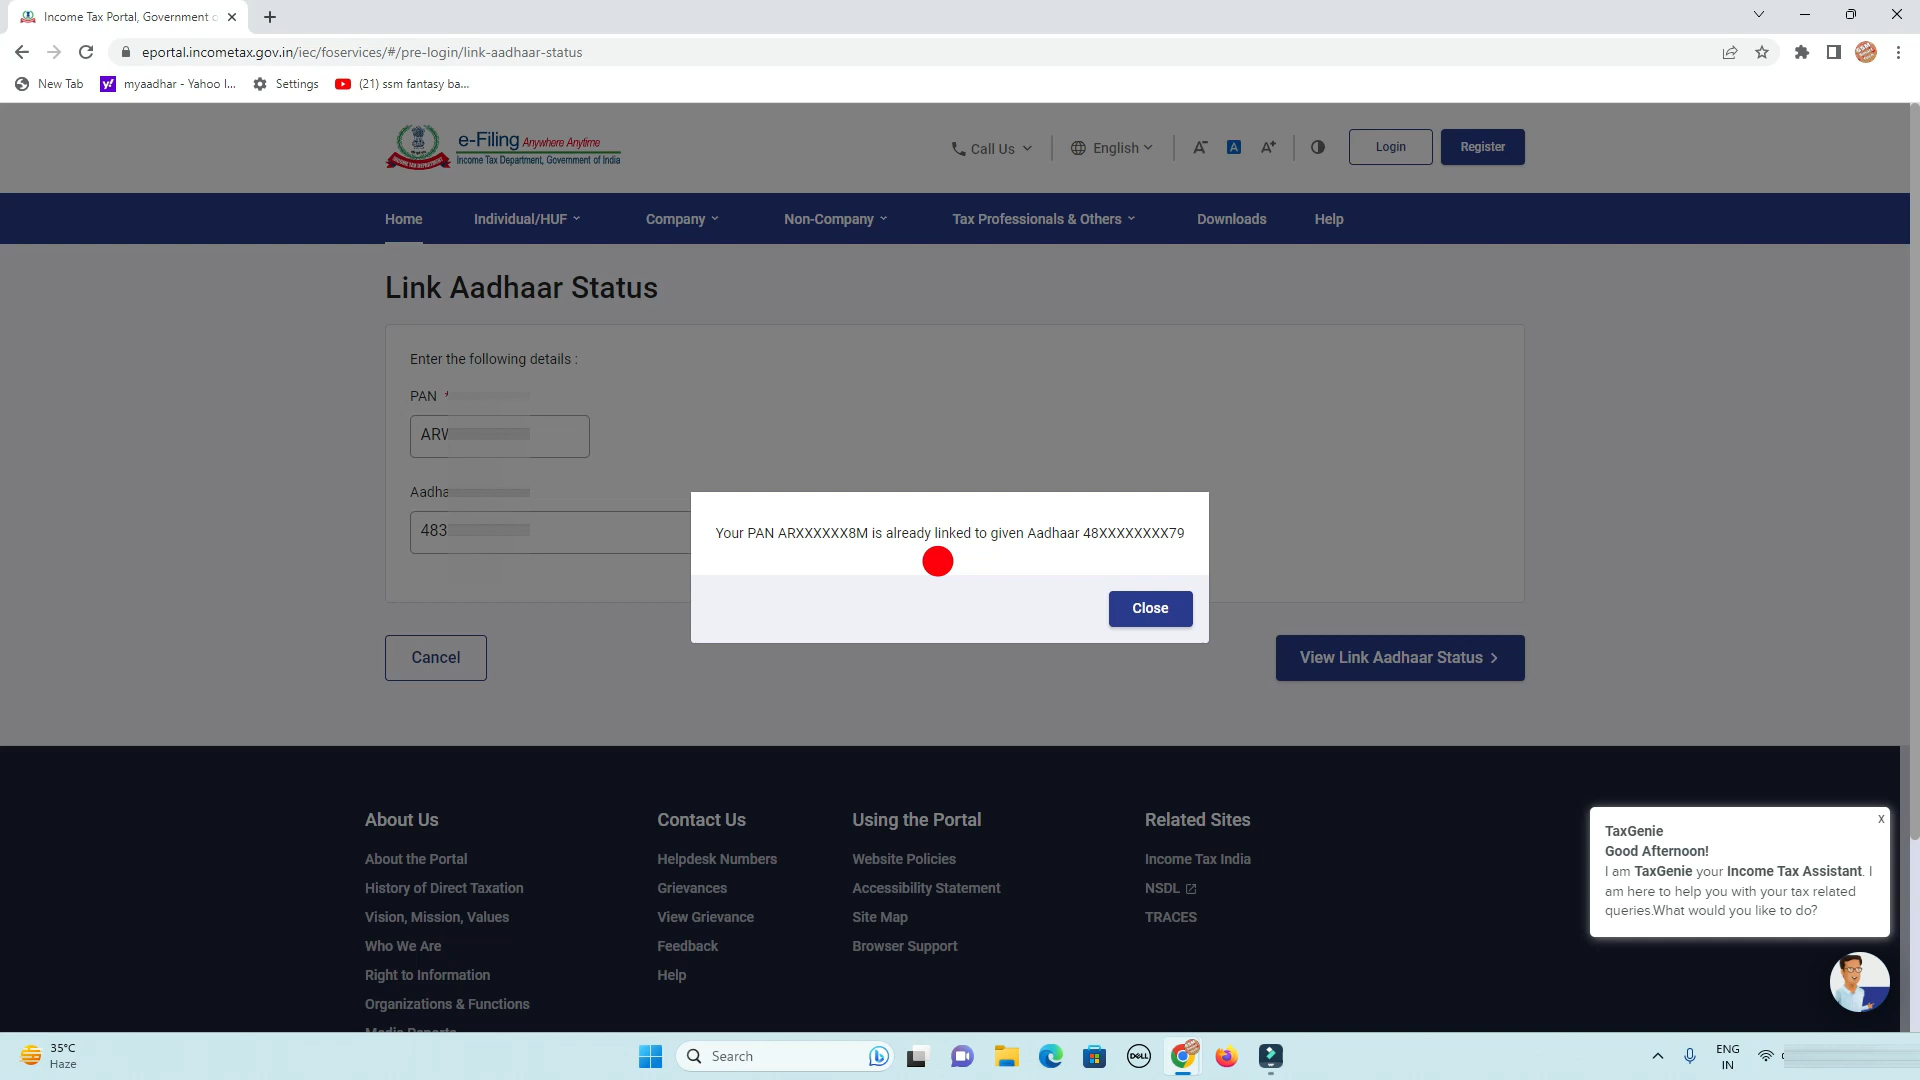 Income Tax Portal, Government o
eportal.incometax.gov.in/iec/foservices/#/pre-login/link-aadhaar-status
New Tab
myaadhar - Yahoo I...
Settings
(21) ssm fantasy ba...
e-Filing Anywhere Anytime
Income Tax Department, Government of India
INCOME TAX DEPARTMENT
Call Us
English
A-
A
A+
Login
Register
Home
Individual/HUF
Company
Non-Company
Tax Professionals & Others
Downloads
Help
Link Aadhaar Status
Enter the following details :
PAN *
ARW
Aadha
483
Your PAN ARXXXXXX8M is already linked to given Aadhaar 48XXXXXXXX79
Close
Cancel
View Link Aadhaar Status >
About Us
About the Portal
History of Direct Taxation
Vision, Mission, Values
Who We Are
Right to Information
Organizations & Functions
Media Reports
Contact Us
Helpdesk Numbers
Grievances
View Grievance
Feedback
Help
Using the Portal
Website Policies
Accessibility Statement
Site Map
Browser Support
Related Sites
Income Tax India
NSDL
TRACES
x
TaxGenie
Good Afternoon!
I am TaxGenie your Income Tax Assistant. I
am here to help you with your tax related
queries.What would you like to do?
35°C
Haze
Search
DELL
ENG
IN